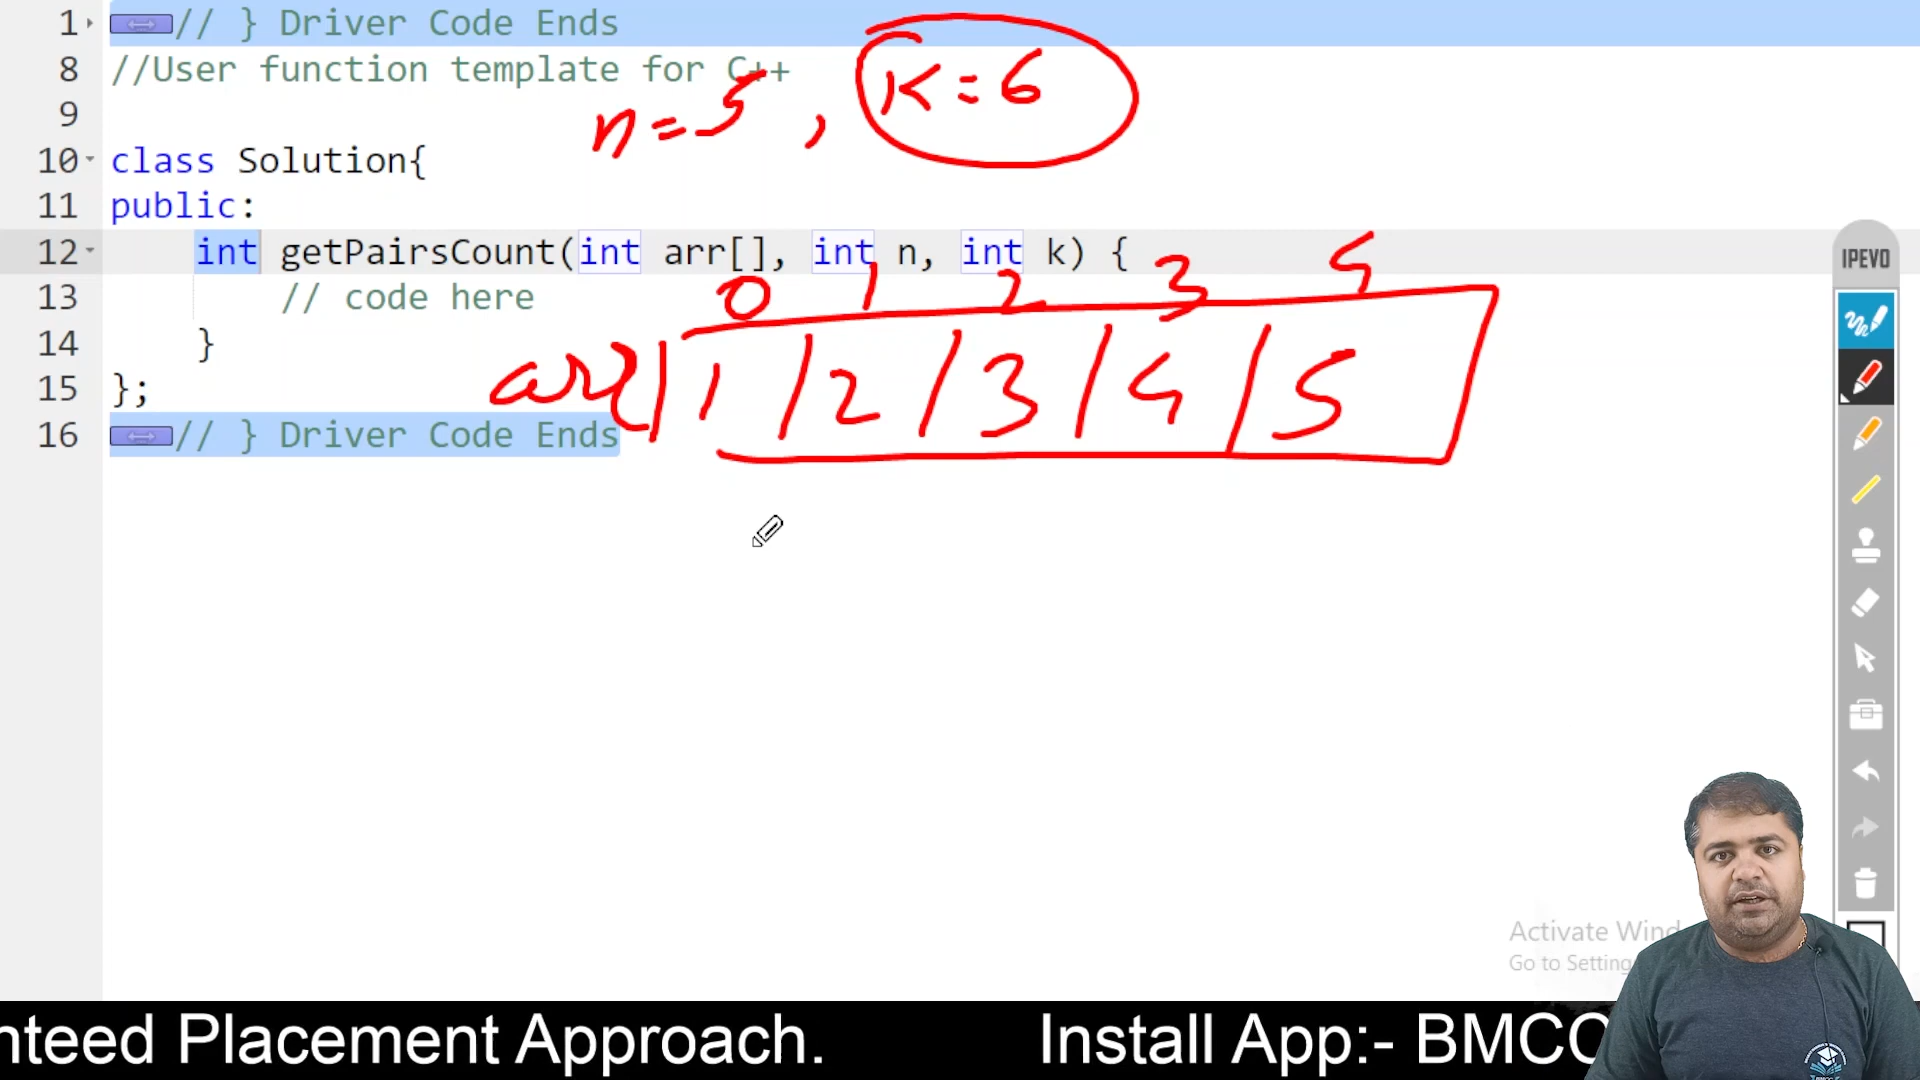 1 // } Driver Code Ends
8 //User function template for C++
n=5, K=6
9
10 class Solution{
11 public:
12 int getPairsCount(int arr[], int n, int k) {
IPEVO
0 1 2 3 4
13 // code here
14 }
arr 1 2 3 4 5
15 };
16 // } Driver Code Ends
Activate Wind
Go to Setting
nteed Placement Approach. Install App:- BMCC